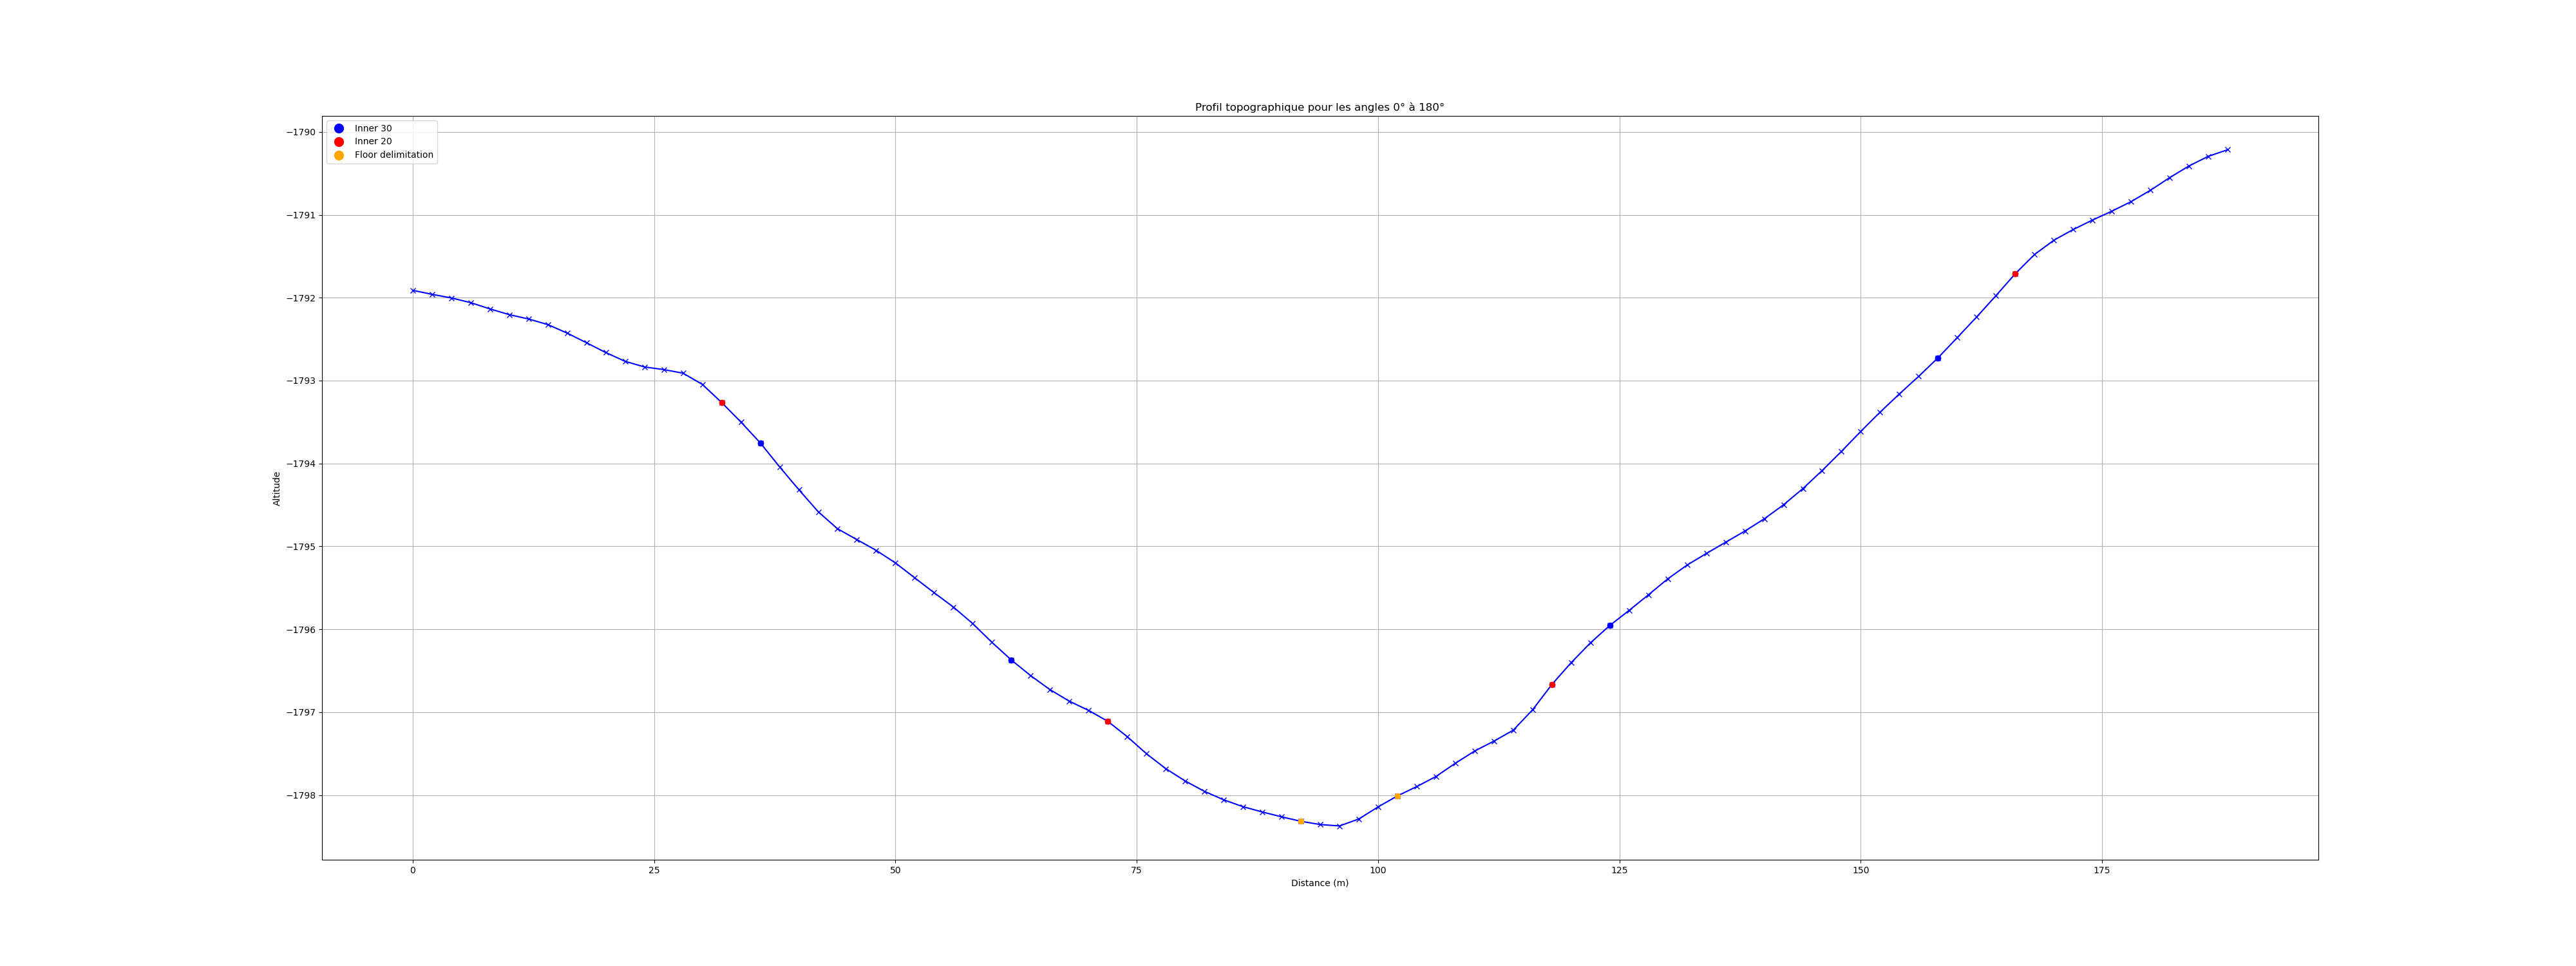 Profil topographique pour les angles 0° à 180°
Inner 30
Inner 20
Floor delimitation
−1790
−1791
−1792
−1793
−1794
−1795
−1796
−1797
−1798
Altitude
0 25 50 75 100 125 150 175
Distance (m)